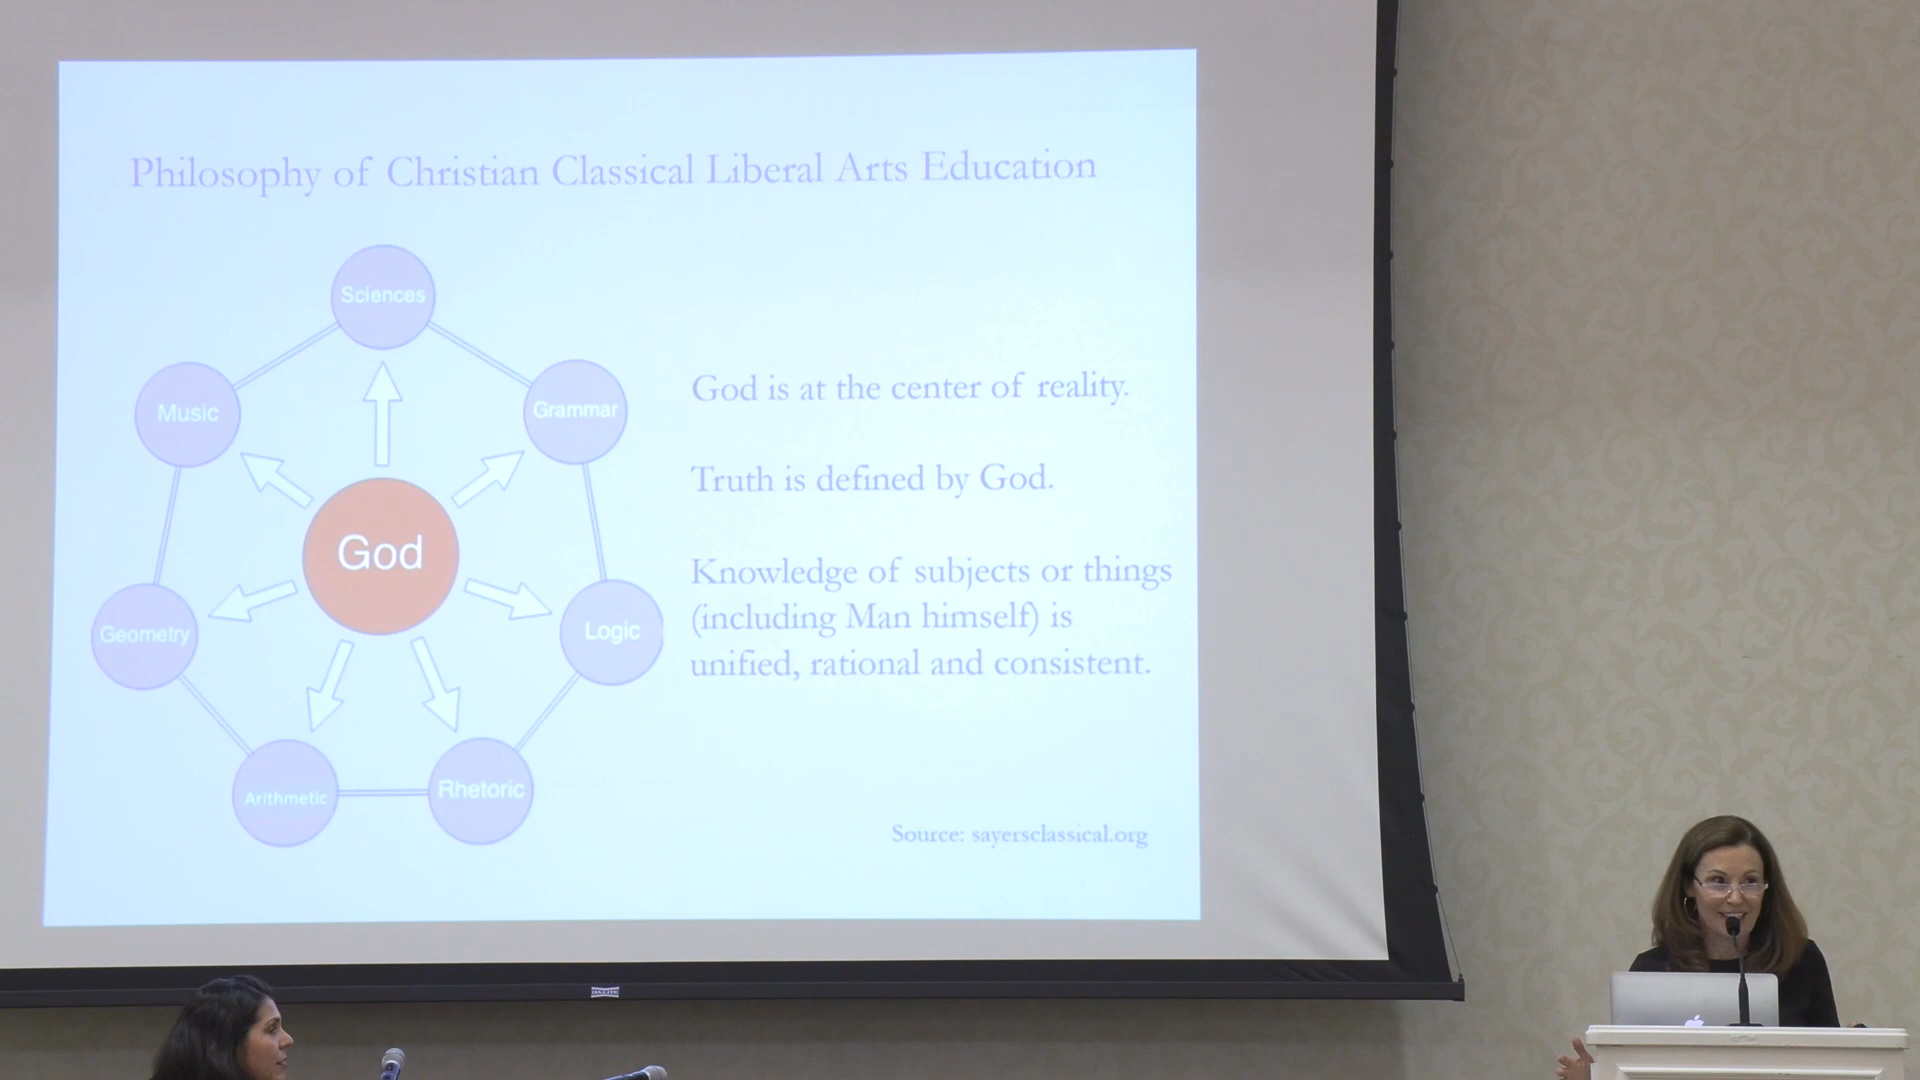 Philosophy of Christian Classical Liberal Arts Education
Sciences
Music
Grammar
God is at the center of reality.
Truth is defined by God.
God
Knowledge of subjects or things
(including Man himself) is
unified, rational and consistent.
Geometry
Logic
Arithmetic
Rhetoric
Source: sayersclassical.org
DA-LITE